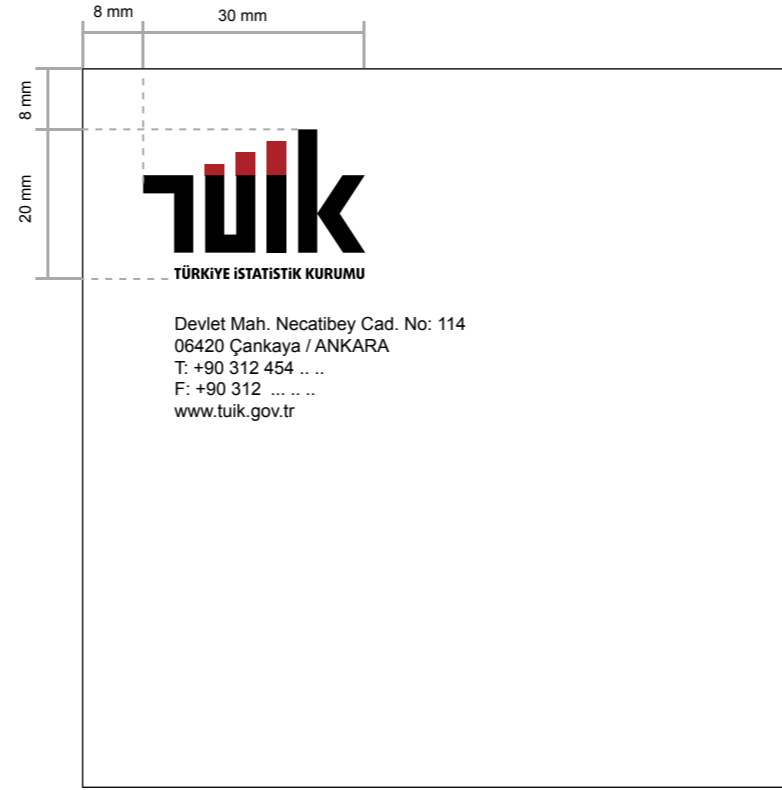 8 mm
30 mm
8 mm
20 mm
TUİK
TÜRKİYE İSTATİSTİK KURUMU
Devlet Mah. Necatibey Cad. No: 114
06420 Çankaya / ANKARA
T: +90 312 454 .. ..
F: +90 312  ... .. ..
www.tuik.gov.tr